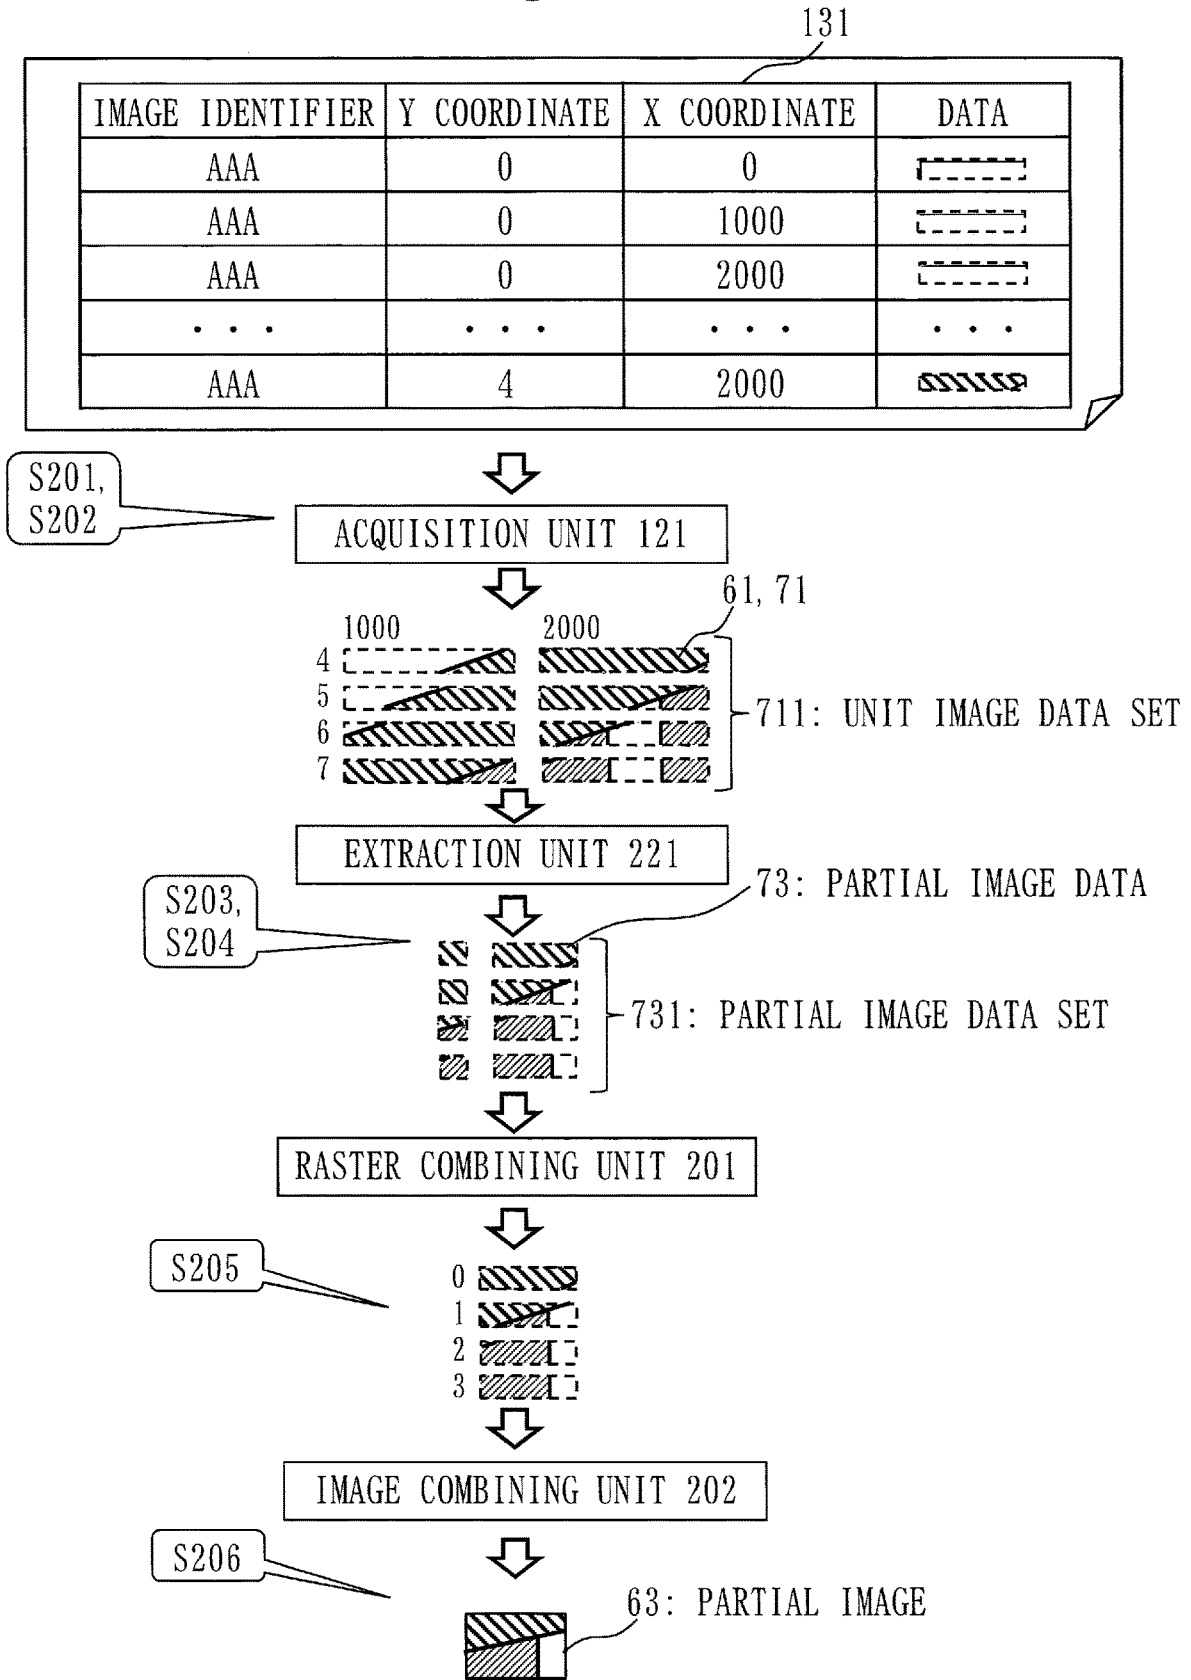 131
IMAGE IDENTIFIER Y COORDINATE X COORDINATE DATA
AAA 0 0
AAA 0 1000
AAA 0 2000
... ... ... ...
AAA 4 2000
S201,
S202
ACQUISITION UNIT 121
61, 71
1000 2000
4
5
6
7
711: UNIT IMAGE DATA SET
EXTRACTION UNIT 221
73: PARTIAL IMAGE DATA
S203,
S204
731: PARTIAL IMAGE DATA SET
RASTER COMBINING UNIT 201
S205
0
1
2
3
IMAGE COMBINING UNIT 202
S206
63: PARTIAL IMAGE